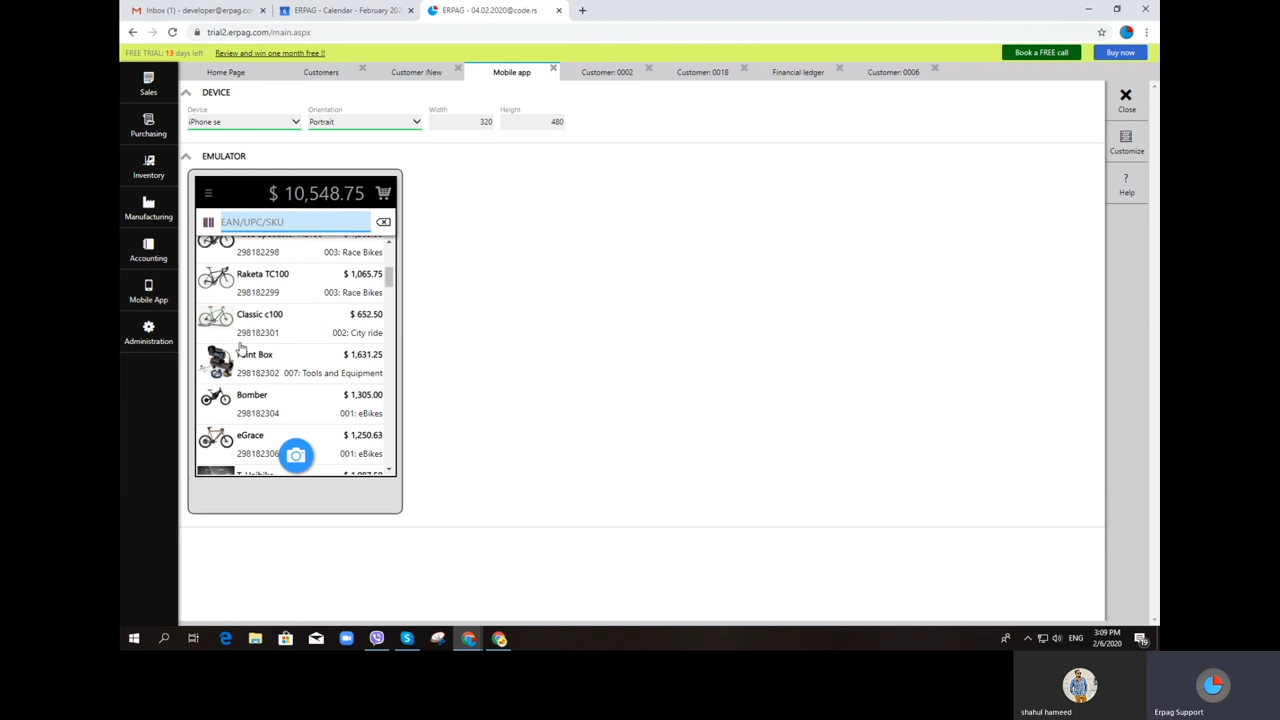 Inbox (1) - developer@erpag.com
ERPAG - Calendar - February 202
ERPAG - 04.02.2020@code.rs
trial2.erpag.com/main.aspx
FREE TRIAL: 13 days left Review and win one month free !! Book a FREE call Buy now
Home Page Customers Customer :New Mobile app Customer: 0002 Customer: 0018 Financial ledger Customer: 0006
Sales
Purchasing
Inventory
Manufacturing
Accounting
Mobile App
Administration
DEVICE
Device Orientation Width Height
iPhone se Portrait 320 480
EMULATOR
$ 10,548.75
EAN/UPC/SKU
298182298 003: Race Bikes
Raketa TC100 $ 1,065.75
298182299 003: Race Bikes
Classic c100 $ 652.50
298182301 002: City ride
Box $ 1,631.25
298182302 007: Tools and Equipment
Bomber $ 1,305.00
298182304 001: eBikes
eGrace $ 1,250.63
298182306 001: eBikes
Close
Customize
? Help
ENG
3:09 PM
2/6/2020
19
shahul hameed
Erpag Support